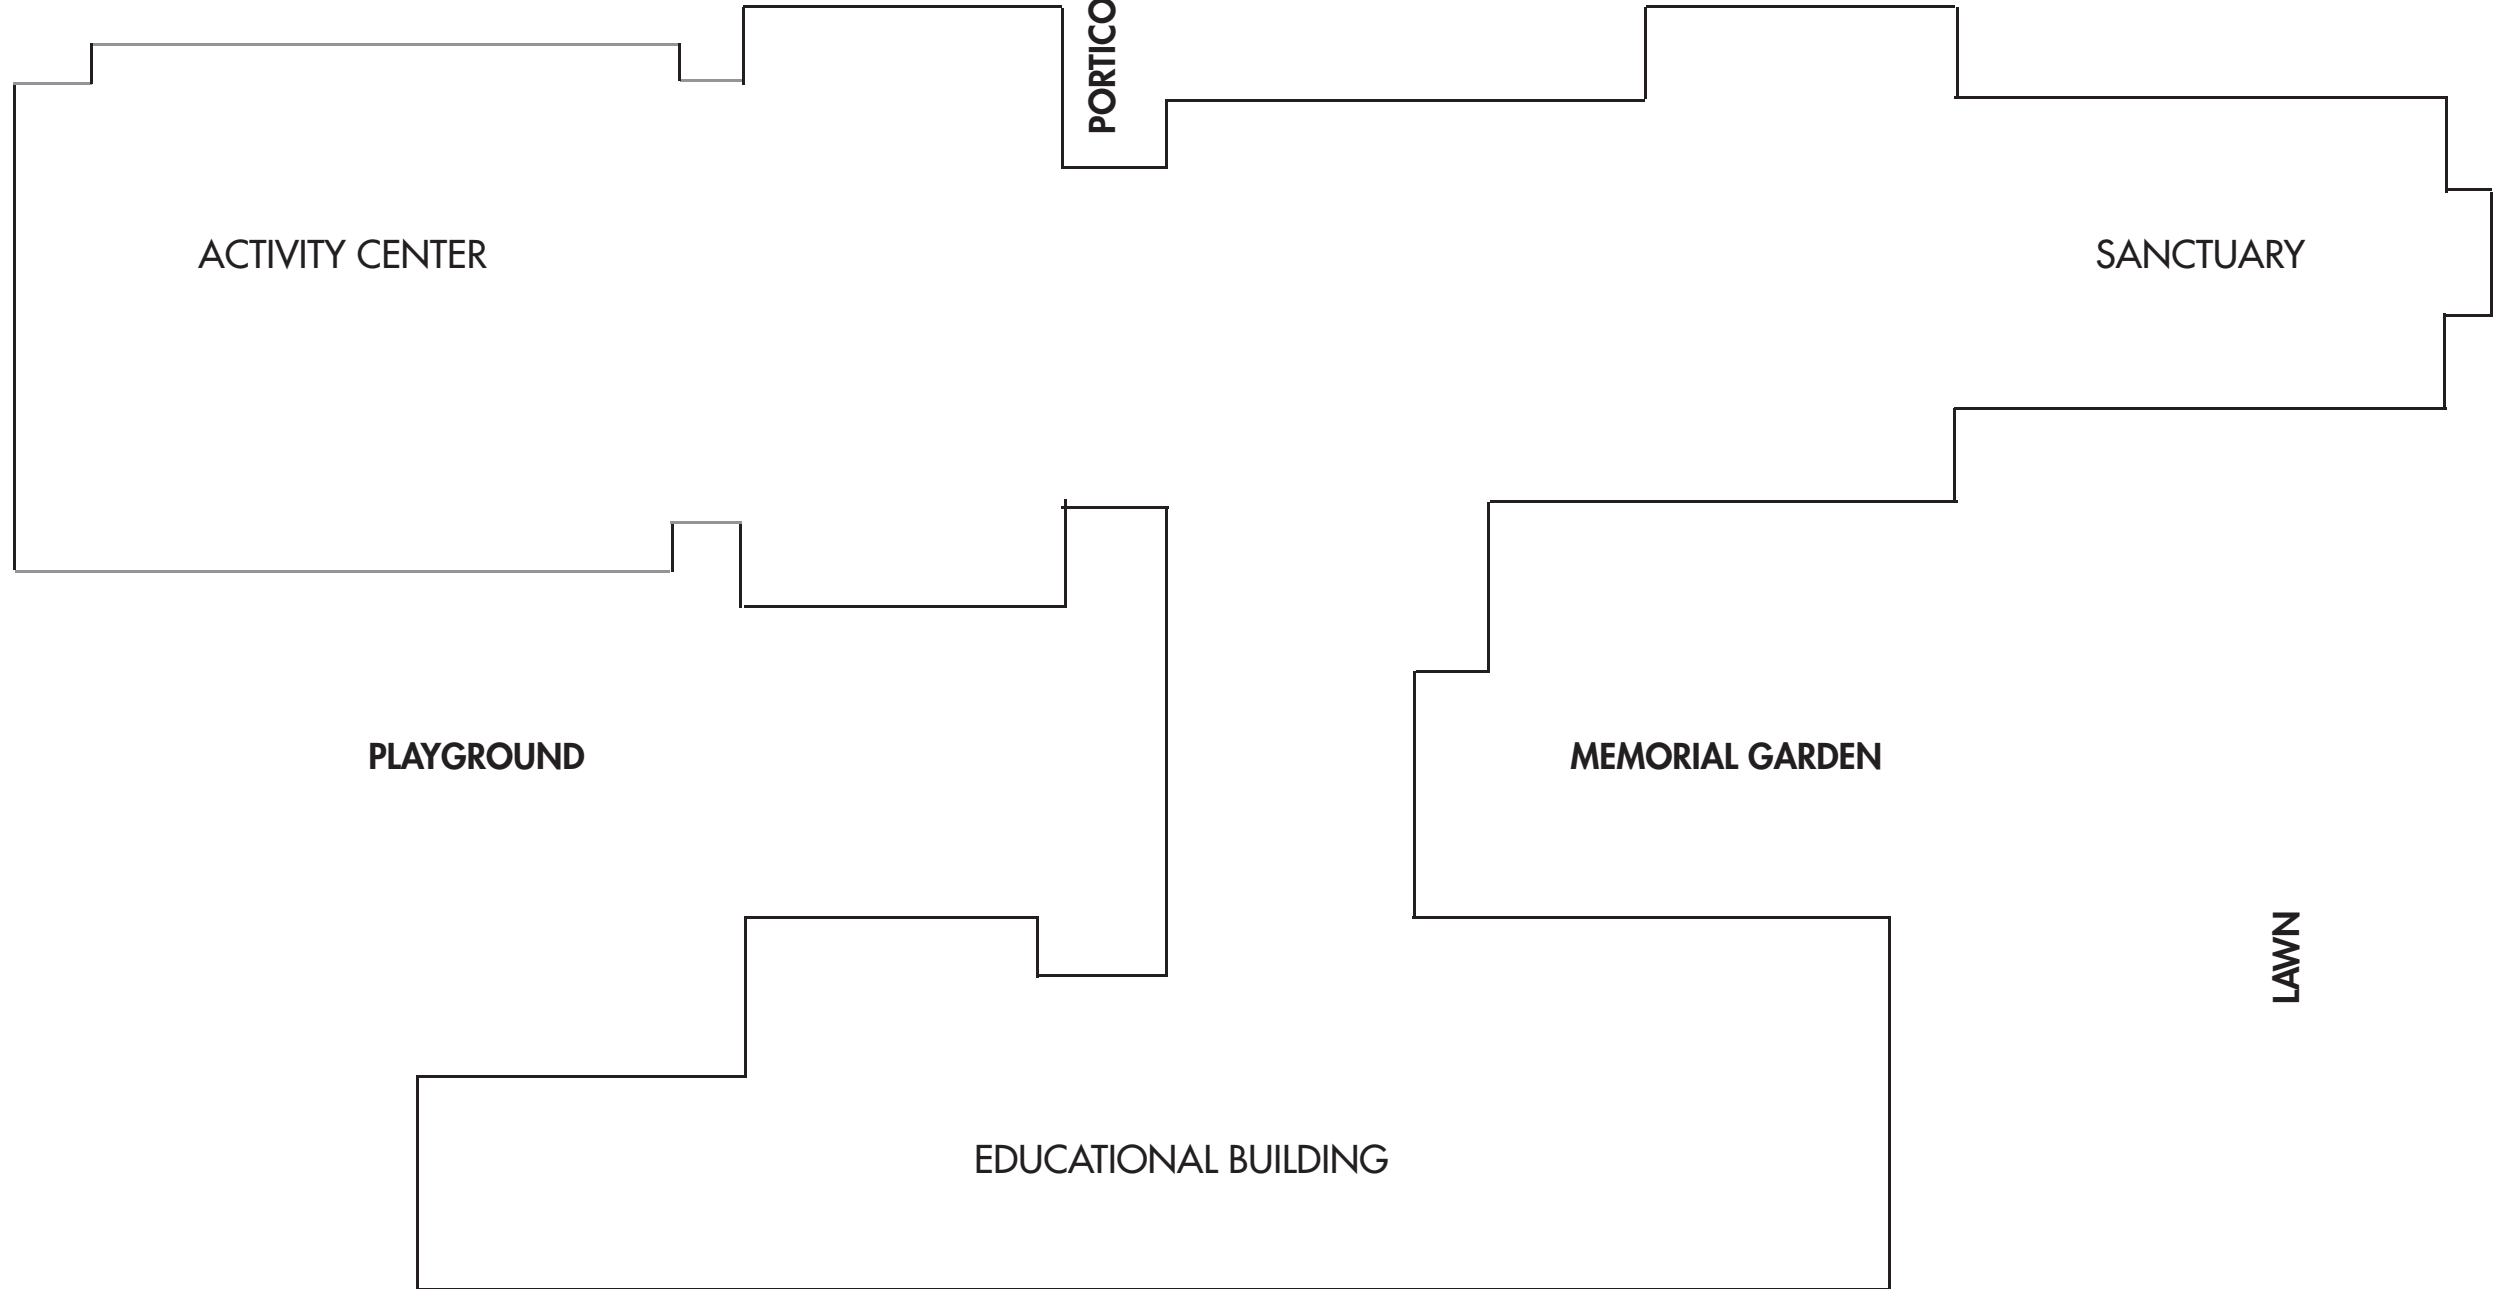 PORTICO
ACTIVITY CENTER
SANCTUARY
PLAYGROUND
MEMORIAL GARDEN
LAWN
EDUCATIONAL BUILDING